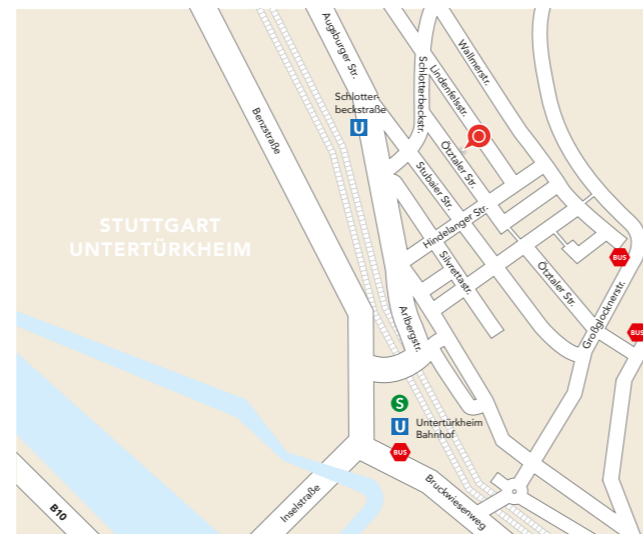 Augsburger Str.
Wallmerstr.
Lindenfelsstr.
Schlotterbeckstr.
Schlotter-
beckstraße
U
Benzstraße
Ötztaler Str.
Stubaier Str.
STUTTGART
UNTERTÜRKHEIM
Hindelanger Str.
Silvrettastr.
BUS
Ötztaler Str.
Großglocknerstr.
Arlbergstr.
BUS
S
U
Untertürkheim
Bahnhof
BUS
Bruckwiesenweg
Inselstraße
B10